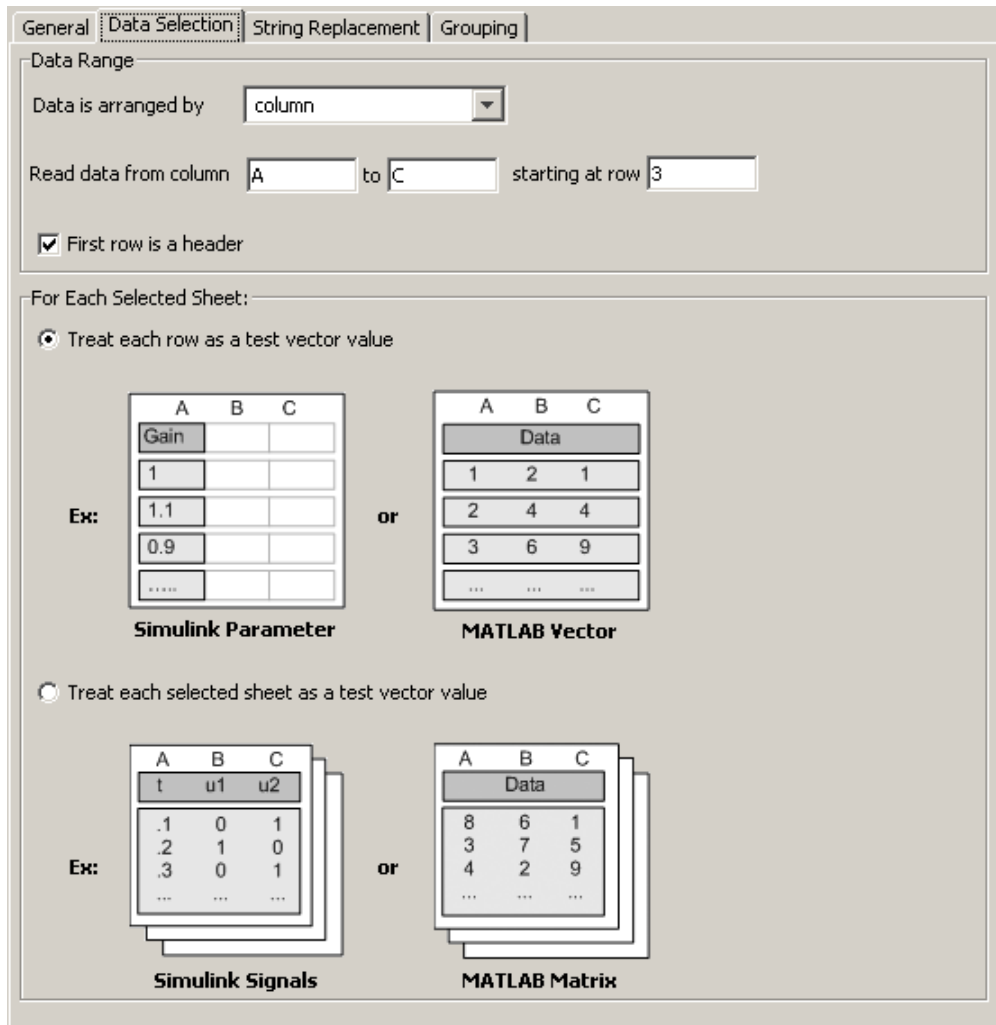 General Data Selection String Replacement Grouping
Data Range
Data is arranged by column
Read data from column A to C starting at row 3
First row is a header
For Each Selected Sheet:
Treat each row as a test vector value
Ex:
A B C
Gain
1
1.1
0.9
.....
Simulink Parameter
or
A B C
Data
1 2 1
2 4 4
3 6 9
... ... ...
MATLAB Vector
Treat each selected sheet as a test vector value
Ex:
A B C
t u1 u2
.1 0 1
.2 1 0
.3 0 1
... ... ...
Simulink Signals
or
A B C
Data
8 6 1
3 7 5
4 2 9
... ... ...
MATLAB Matrix